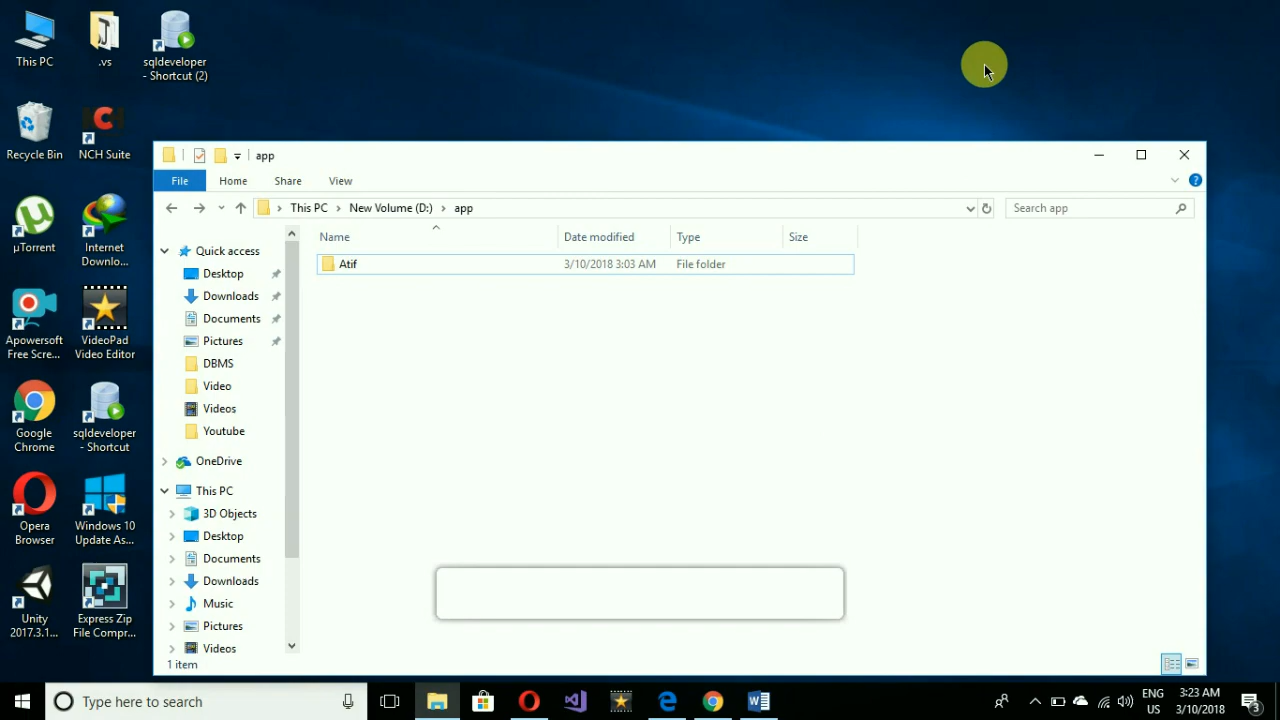 This PC
.vs
sqldeveloper
- Shortcut (2)
Recycle Bin
NCH Suite
µTorrent
Internet
Downlo...
Apowersoft
Free Scre...
VideoPad
Video Editor
Google
Chrome
sqldeveloper
- Shortcut
Opera
Browser
Windows 10
Update As...
Unity
2017.3.1...
Express Zip
File Compr...
app
File
Home
Share
View
This PC > New Volume (D:) > app
Search app
Name
Date modified
Type
Size
Atif
3/10/2018 3:03 AM
File folder
Quick access
Desktop
Downloads
Documents
Pictures
DBMS
Video
Videos
Youtube
OneDrive
This PC
3D Objects
Desktop
Documents
Downloads
Music
Pictures
Videos
1 item
Type here to search
ENG
US
3:23 AM
3/10/2018
3